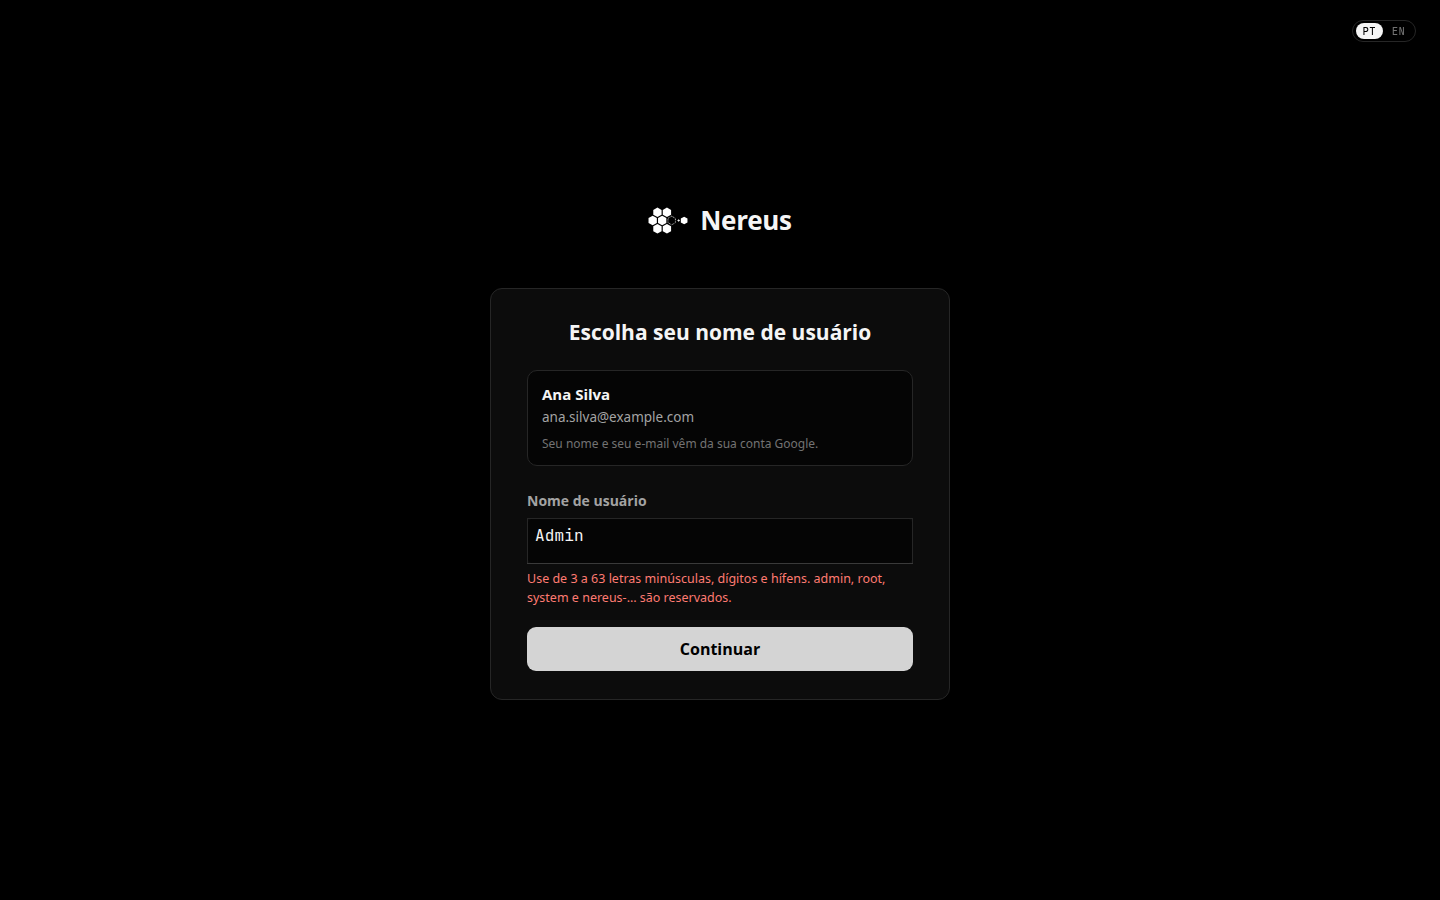 PT EN
Nereus
Escolha seu nome de usuário
Ana Silva
ana.silva@example.com
Seu nome e seu e-mail vêm da sua conta Google.
Nome de usuário
Admin
Use de 3 a 63 letras minúsculas, dígitos e hífens. admin, root,
system e nereus-... são reservados.
Continuar